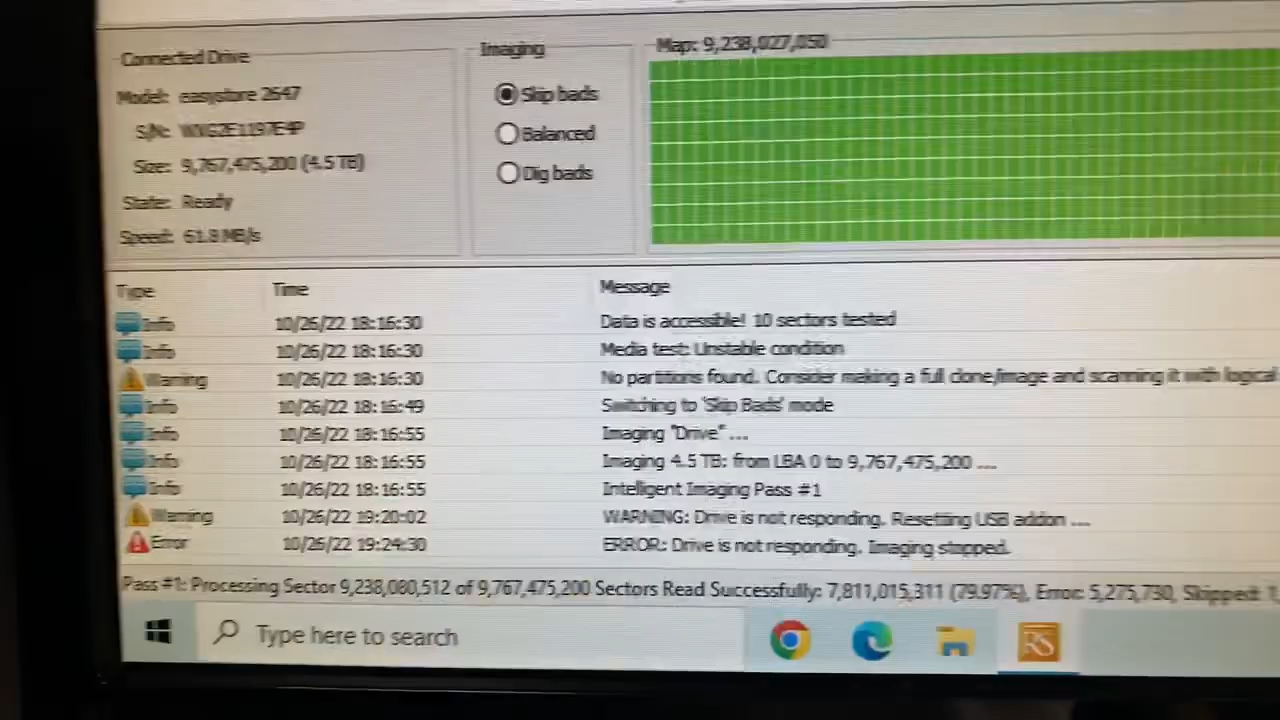 Connected Drive
Model: easystore 2647
S/N: WXG2E1197E4P
Size: 9,767,475,200 (4.5 TB)
State: Ready
Speed: 61.8 MB/s
Imaging
Skip bads
Balanced
Dig bads
Map: 9,238,027,050
Type Time Message
Info 10/26/22 18:16:30 Data is accessible! 10 sectors tested
Info 10/26/22 18:16:30 Media test: Unstable condition
Warning 10/26/22 18:16:30 No partitions found. Consider making a full clone/image and scanning it with logical
Info 10/26/22 18:16:49 Switching to 'Skip Bads' mode
Info 10/26/22 18:16:55 Imaging "Drive" ...
Info 10/26/22 18:16:55 Imaging 4.5 TB: from LBA 0 to 9,767,475,200 ....
Info 10/26/22 18:16:55 Intelligent Imaging Pass #1
Warning 10/26/22 19:20:02 WARNING: Drive is not responding. Resetting USB addon ....
Error 10/26/22 19:24:30 ERROR: Drive is not responding. Imaging stopped.
Pass #1: Processing Sector 9,238,080,512 of 9,767,475,200 Sectors Read Successfully: 7,811,015,311 (79.97%), Error: 5,275,730, Skipped: 1,
Type here to search
RS